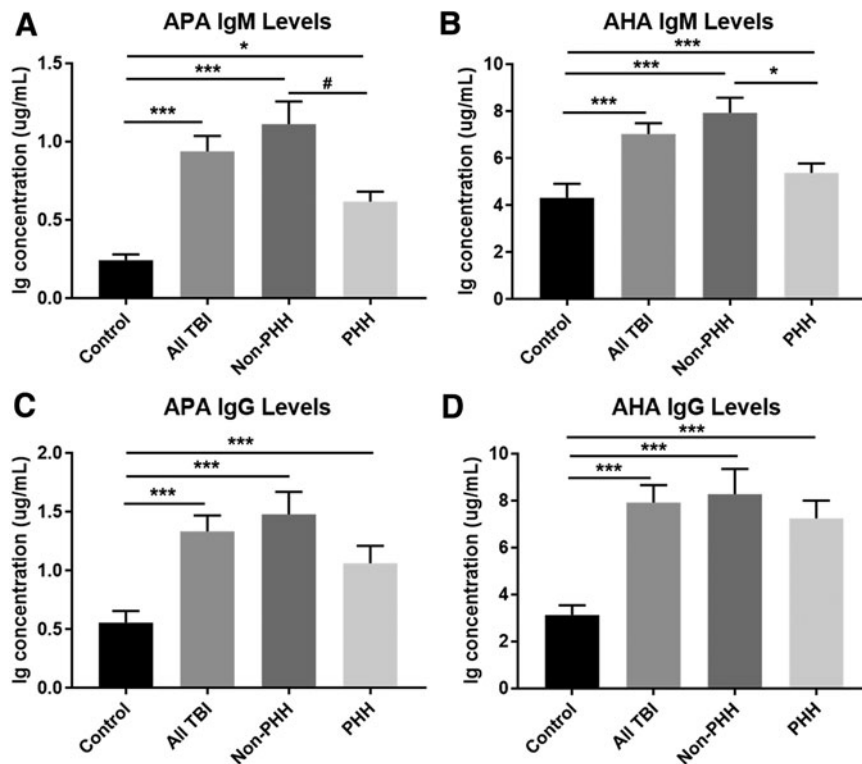 A
APA IgM Levels
*
***
#
***
Ig concentration (ug/mL)
1.5
1.0
0.5
0.0
Control
All TBI
Non-PHH
PHH
B
AHA IgM Levels
***
***
*
***
Ig concentration (ug/mL)
10
8
6
4
2
0
Control
All TBI
Non-PHH
PHH
C
APA IgG Levels
***
***
***
Ig concentration (ug/mL)
2.0
1.5
1.0
0.5
0.0
Control
All TBI
Non-PHH
PHH
D
AHA IgG Levels
***
***
***
Ig concentration (ug/mL)
10
8
6
4
2
0
Control
All TBI
Non-PHH
PHH